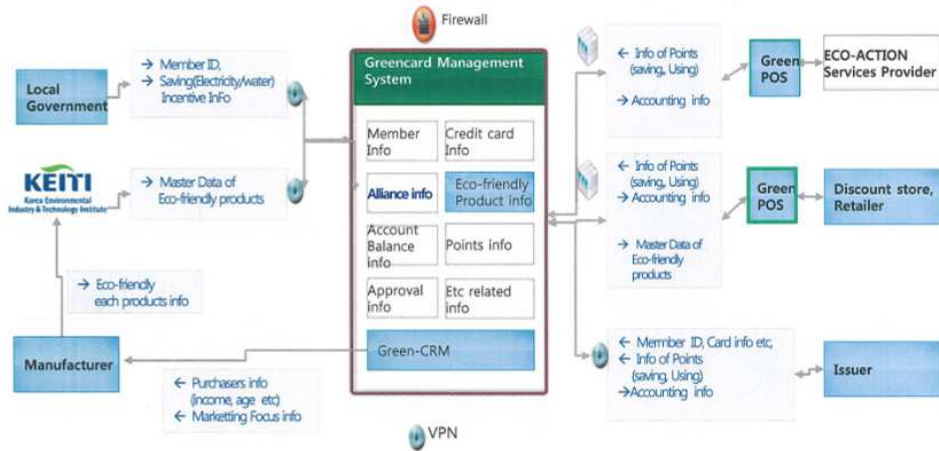 Firewall
Greencard Management
System
Local
Government
→ Member ID,
→ Saving(Electricity/water)
Incentive InFo
KEITI
Korea Environmental
Industry & Technology Institute
→ Master Data of
Eco-friendly products
→ Eco-friendly
each products info
Manufacturer
← Purchasers info
(income, age etc)
← Marketting Focus info
Member
Info
Credit card
Info
Alliance info
Eco-friendly
Product info
Account
Balance
info
Points info
Approval
info
Etc related
info
Green-CRM
VPN
← Info of Points
(saving, Using)
→ Accounting info
Green
POS
ECO-ACTION
Services Provider
← Info of Points
(saving, Using)
→ Accounting info
→ Master Data of
Eco-friendly
products
Green
POS
Discount store,
Retailer
← Miember ID, Card info etc,
← Info of Points
(saving, Using)
→Accounting info
Issuer